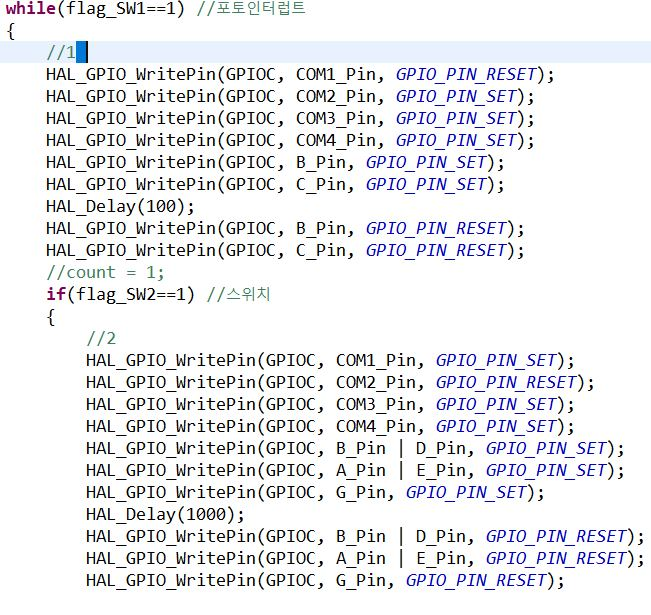 while(flag_SW1==1) //포토인터럽트
{
//1
HAL_GPIO_WritePin(GPIOC, COM1_Pin, GPIO_PIN_RESET);
HAL_GPIO_WritePin(GPIOC, COM2_Pin, GPIO_PIN_SET);
HAL_GPIO_WritePin(GPIOC, COM3_Pin, GPIO_PIN_SET);
HAL_GPIO_WritePin(GPIOC, COM4_Pin, GPIO_PIN_SET);
HAL_GPIO_WritePin(GPIOC, B_Pin, GPIO_PIN_SET);
HAL_GPIO_WritePin(GPIOC, C_Pin, GPIO_PIN_SET);
HAL_Delay(100);
HAL_GPIO_WritePin(GPIOC, B_Pin, GPIO_PIN_RESET);
HAL_GPIO_WritePin(GPIOC, C_Pin, GPIO_PIN_RESET);
//count = 1;
if(flag_SW2==1) //스위치
{
//2
HAL_GPIO_WritePin(GPIOC, COM1_Pin, GPIO_PIN_SET);
HAL_GPIO_WritePin(GPIOC, COM2_Pin, GPIO_PIN_RESET);
HAL_GPIO_WritePin(GPIOC, COM3_Pin, GPIO_PIN_SET);
HAL_GPIO_WritePin(GPIOC, COM4_Pin, GPIO_PIN_SET);
HAL_GPIO_WritePin(GPIOC, B_Pin | D_Pin, GPIO_PIN_SET);
HAL_GPIO_WritePin(GPIOC, A_Pin | E_Pin, GPIO_PIN_SET);
HAL_GPIO_WritePin(GPIOC, G_Pin, GPIO_PIN_SET);
HAL_Delay(1000);
HAL_GPIO_WritePin(GPIOC, B_Pin | D_Pin, GPIO_PIN_RESET);
HAL_GPIO_WritePin(GPIOC, A_Pin | E_Pin, GPIO_PIN_RESET);
HAL_GPIO_WritePin(GPIOC, G_Pin, GPIO_PIN_RESET);